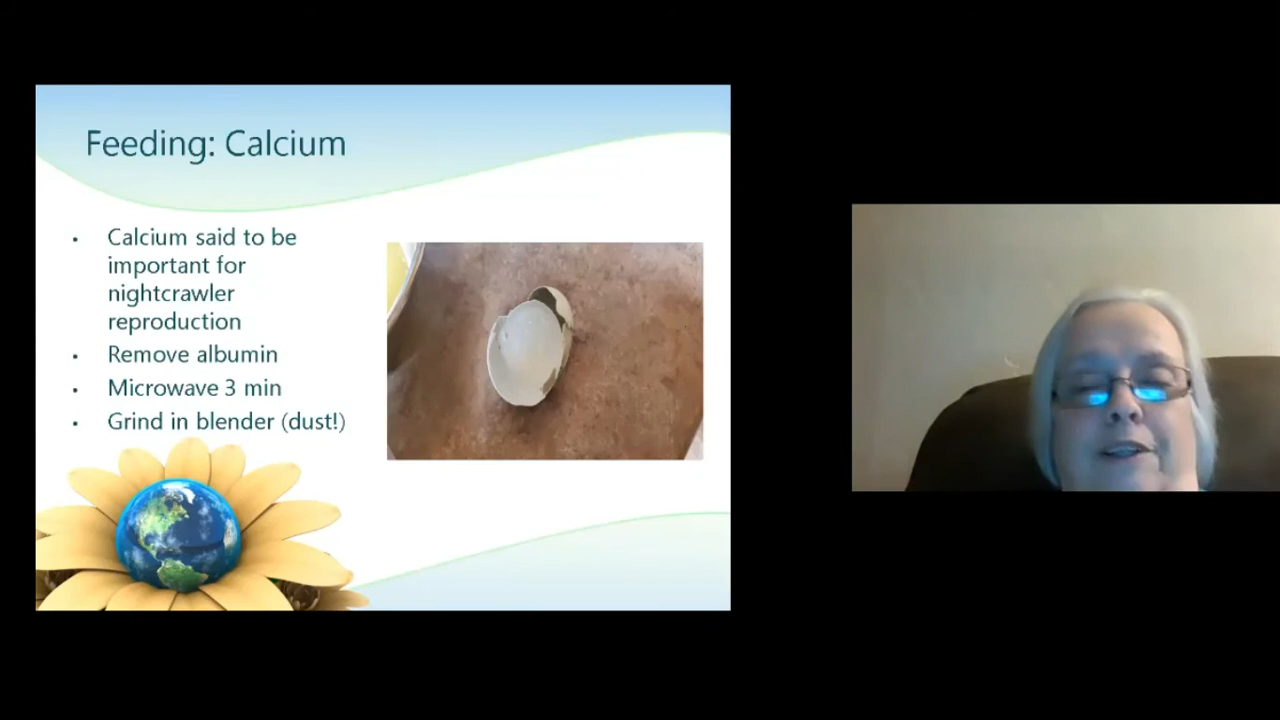 Feeding: Calcium
• Calcium said to be
important for
nightcrawler
reproduction
• Remove albumin
• Microwave 3 min
• Grind in blender (dust!)